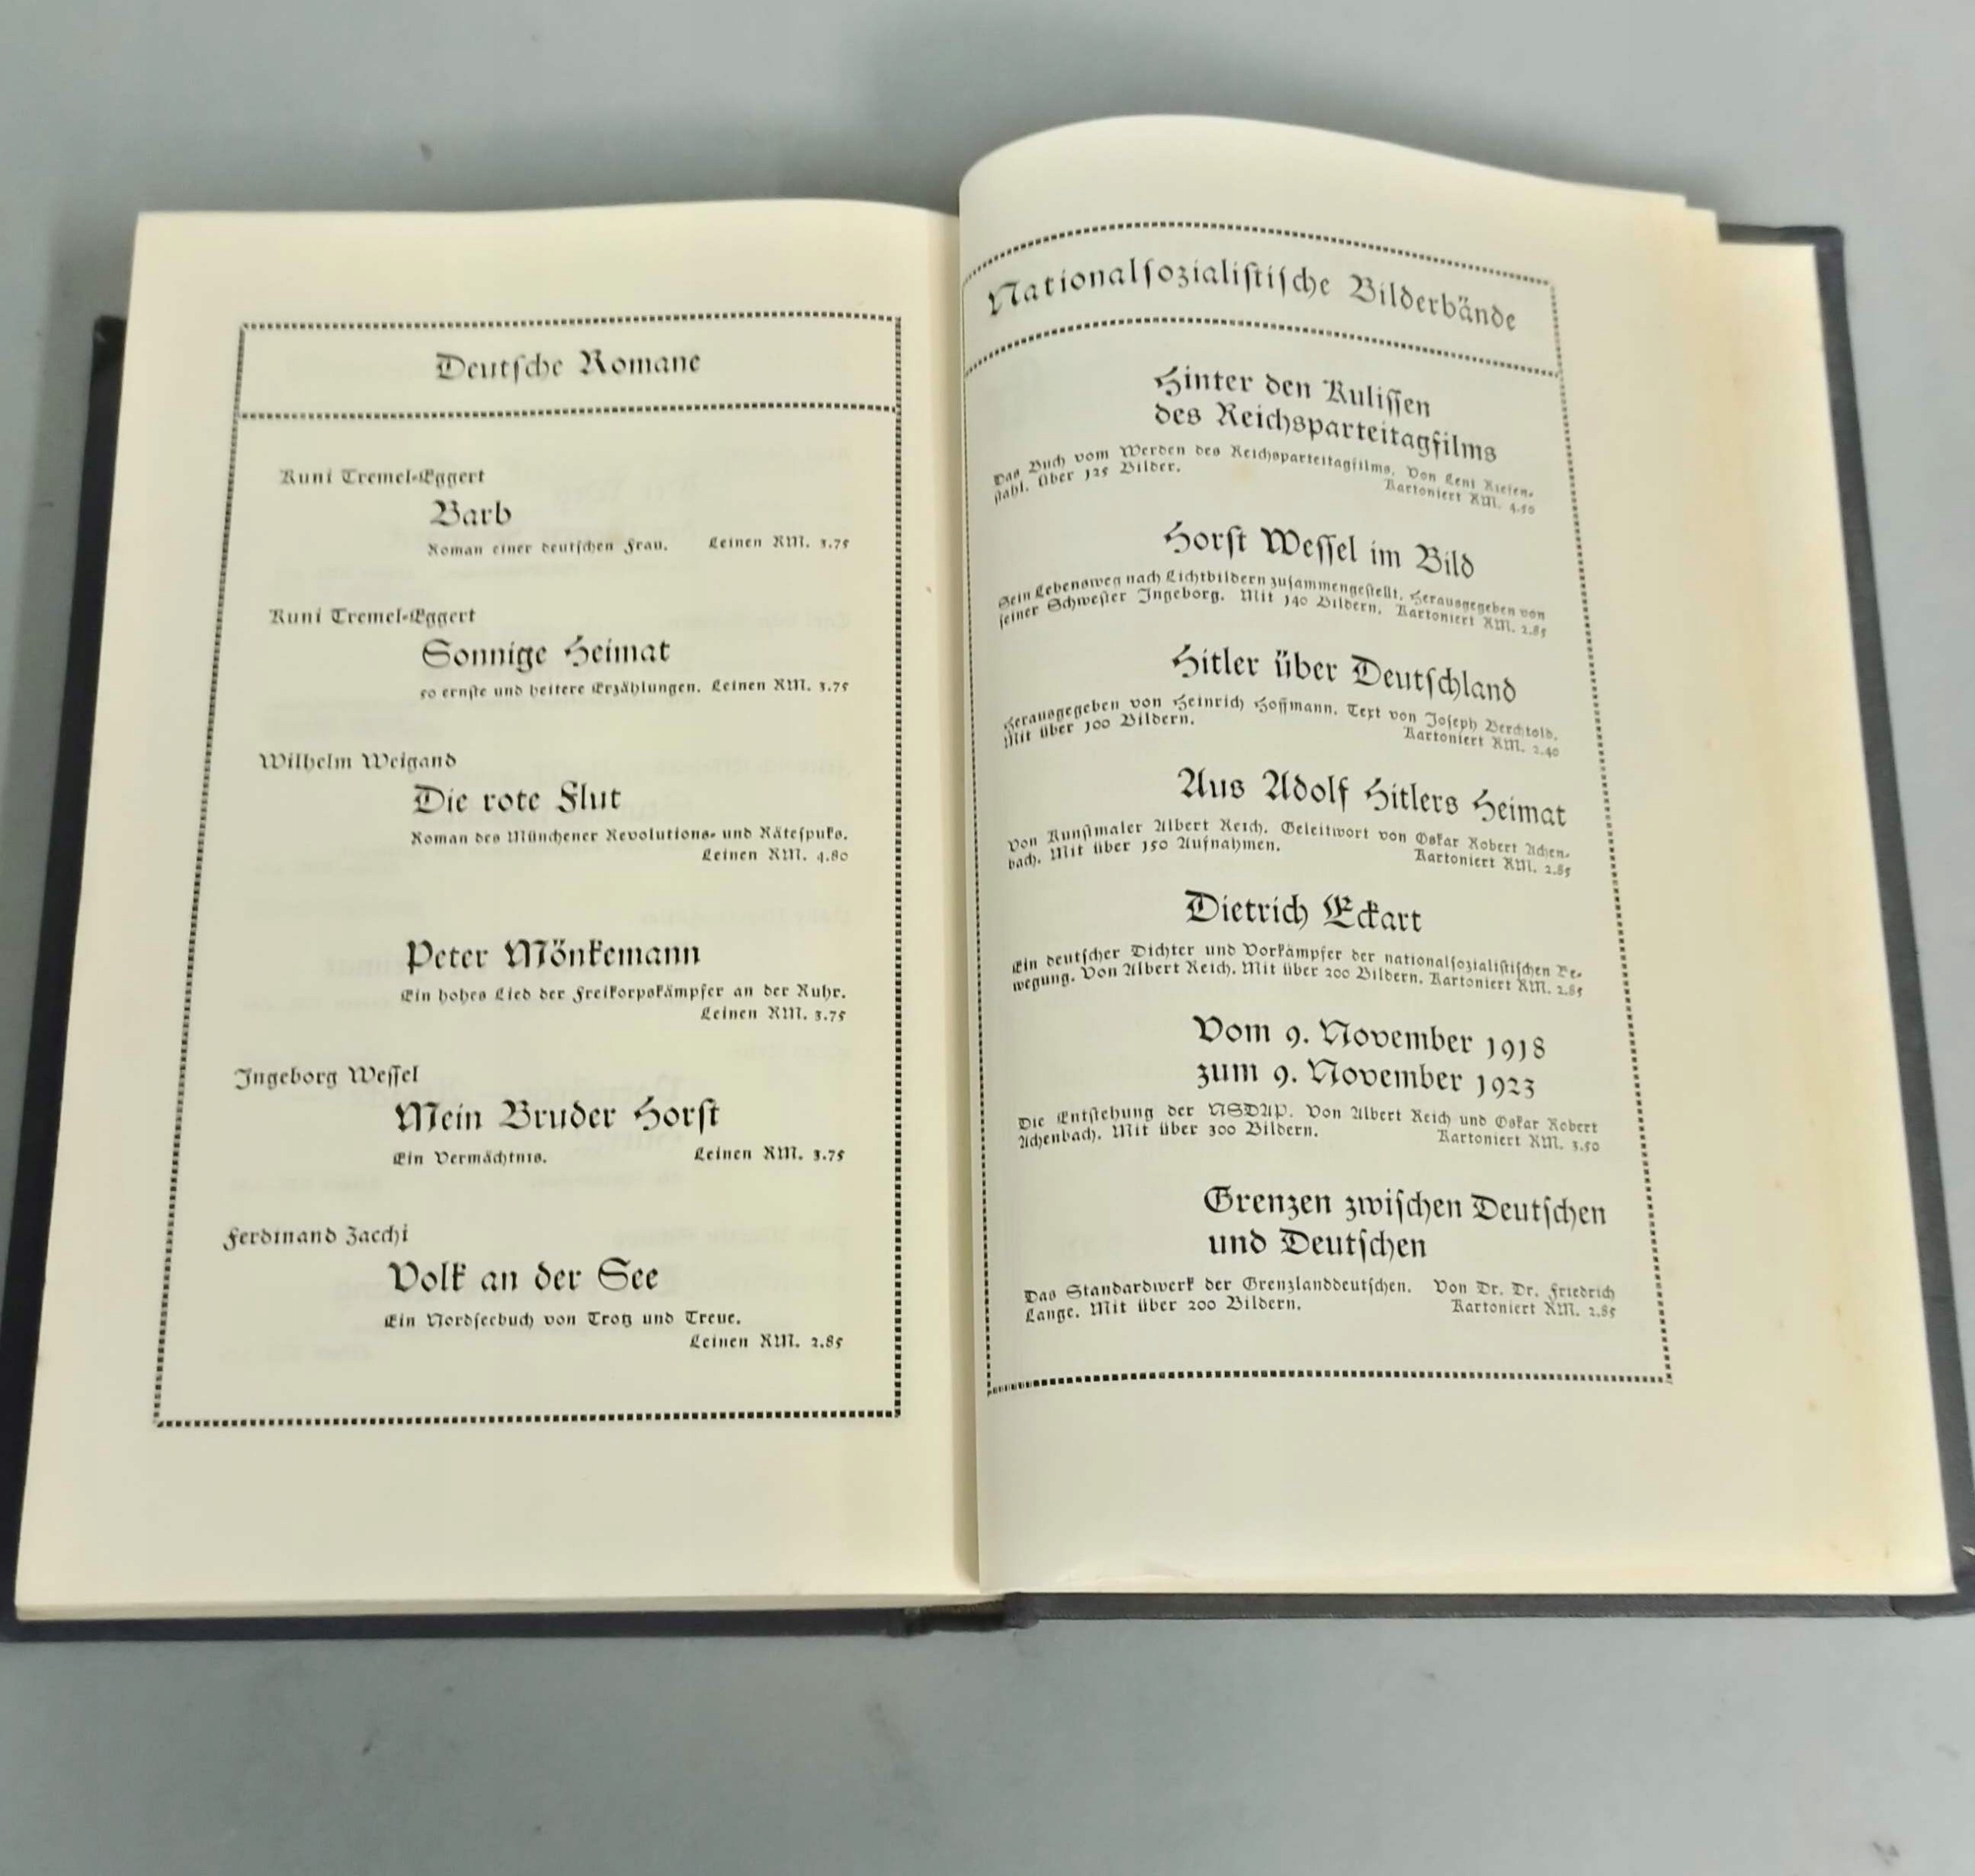 Deutsche Romane
Kuni Tremel-Eggert
Barb
Roman einer deutschen Frau. Leinen RM. 3.75
Kuni Tremel-Eggert
Sonnige Heimat
50 ernste und heitere Erzählungen. Leinen RM. 3.75
Wilhelm Weigand
Die rote Flut
Roman des Münchener Revolutions- und Rätespuks.
Leinen RM. 4.80
Peter Mönkemann
Ein hohes Lied der Freikorpskämpfer an der Ruhr.
Leinen RM. 3.75
Ingeborg Wessel
Mein Bruder Horst
Ein Vermächtnis. Leinen RM. 3.75
Ferdinand Zacchi
Volk an der See
Ein Nordseebuch von Trotz und Treue.
Leinen RM. 2.85
Nationalsozialistische Bilderbände
Hinter den Kulissen
des Reichsparteitagfilms
Das Buch vom Werden des Reichsparteitagfilms. Von Leni Riefen-
stahl. Über 125 Bilder. Kartoniert RM. 4.50
Horst Wessel im Bild
Sein Lebensweg nach Lichtbildern zusammengestellt. Herausgegeben von
seiner Schwester Ingeborg. Mit 140 Bildern. Kartoniert RM. 2.85
Hitler über Deutschland
Herausgegeben von Heinrich Hoffmann. Text von Joseph Berchtold.
Mit über 100 Bildern. Kartoniert RM. 2.40
Aus Adolf Hitlers Heimat
Von Kunstmaler Albert Reich. Geleitwort von Oskar Robert Achen-
bach. Mit über 150 Aufnahmen. Kartoniert RM. 2.85
Dietrich Eckart
Ein deutscher Dichter und Vorkämpfer der nationalsozialistischen Be-
wegung. Von Albert Reich. Mit über 200 Bildern. Kartoniert RM. 2.85
Vom 9. November 1918
zum 9. November 1923
Die Entstehung der NSDAP. Von Albert Reich und Oskar Robert
Achenbach. Mit über 300 Bildern. Kartoniert RM. 3.50
Grenzen zwischen Deutschen
und Deutschen
Das Standardwerk der Grenzlanddeutschen. Von Dr. Dr. Friedrich
Lange. Mit über 200 Bildern. Kartoniert RM. 2.85